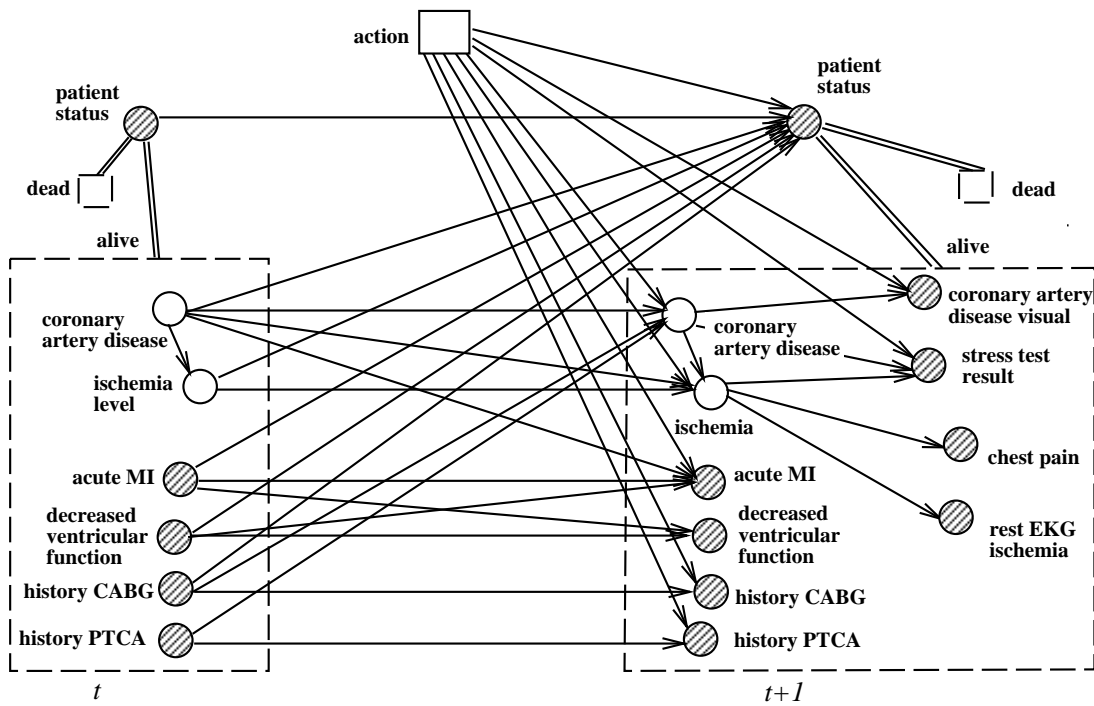 action
patient
status
patient
status
dead
dead
alive
alive
coronary
artery disease
ischemia
level
acute MI
decreased
ventricular
function
history CABG
history PTCA
coronary
artery disease
ischemia
acute MI
decreased
ventricular
function
history CABG
history PTCA
coronary artery
disease visual
stress test
result
chest pain
rest EKG
ischemia
t
t+1